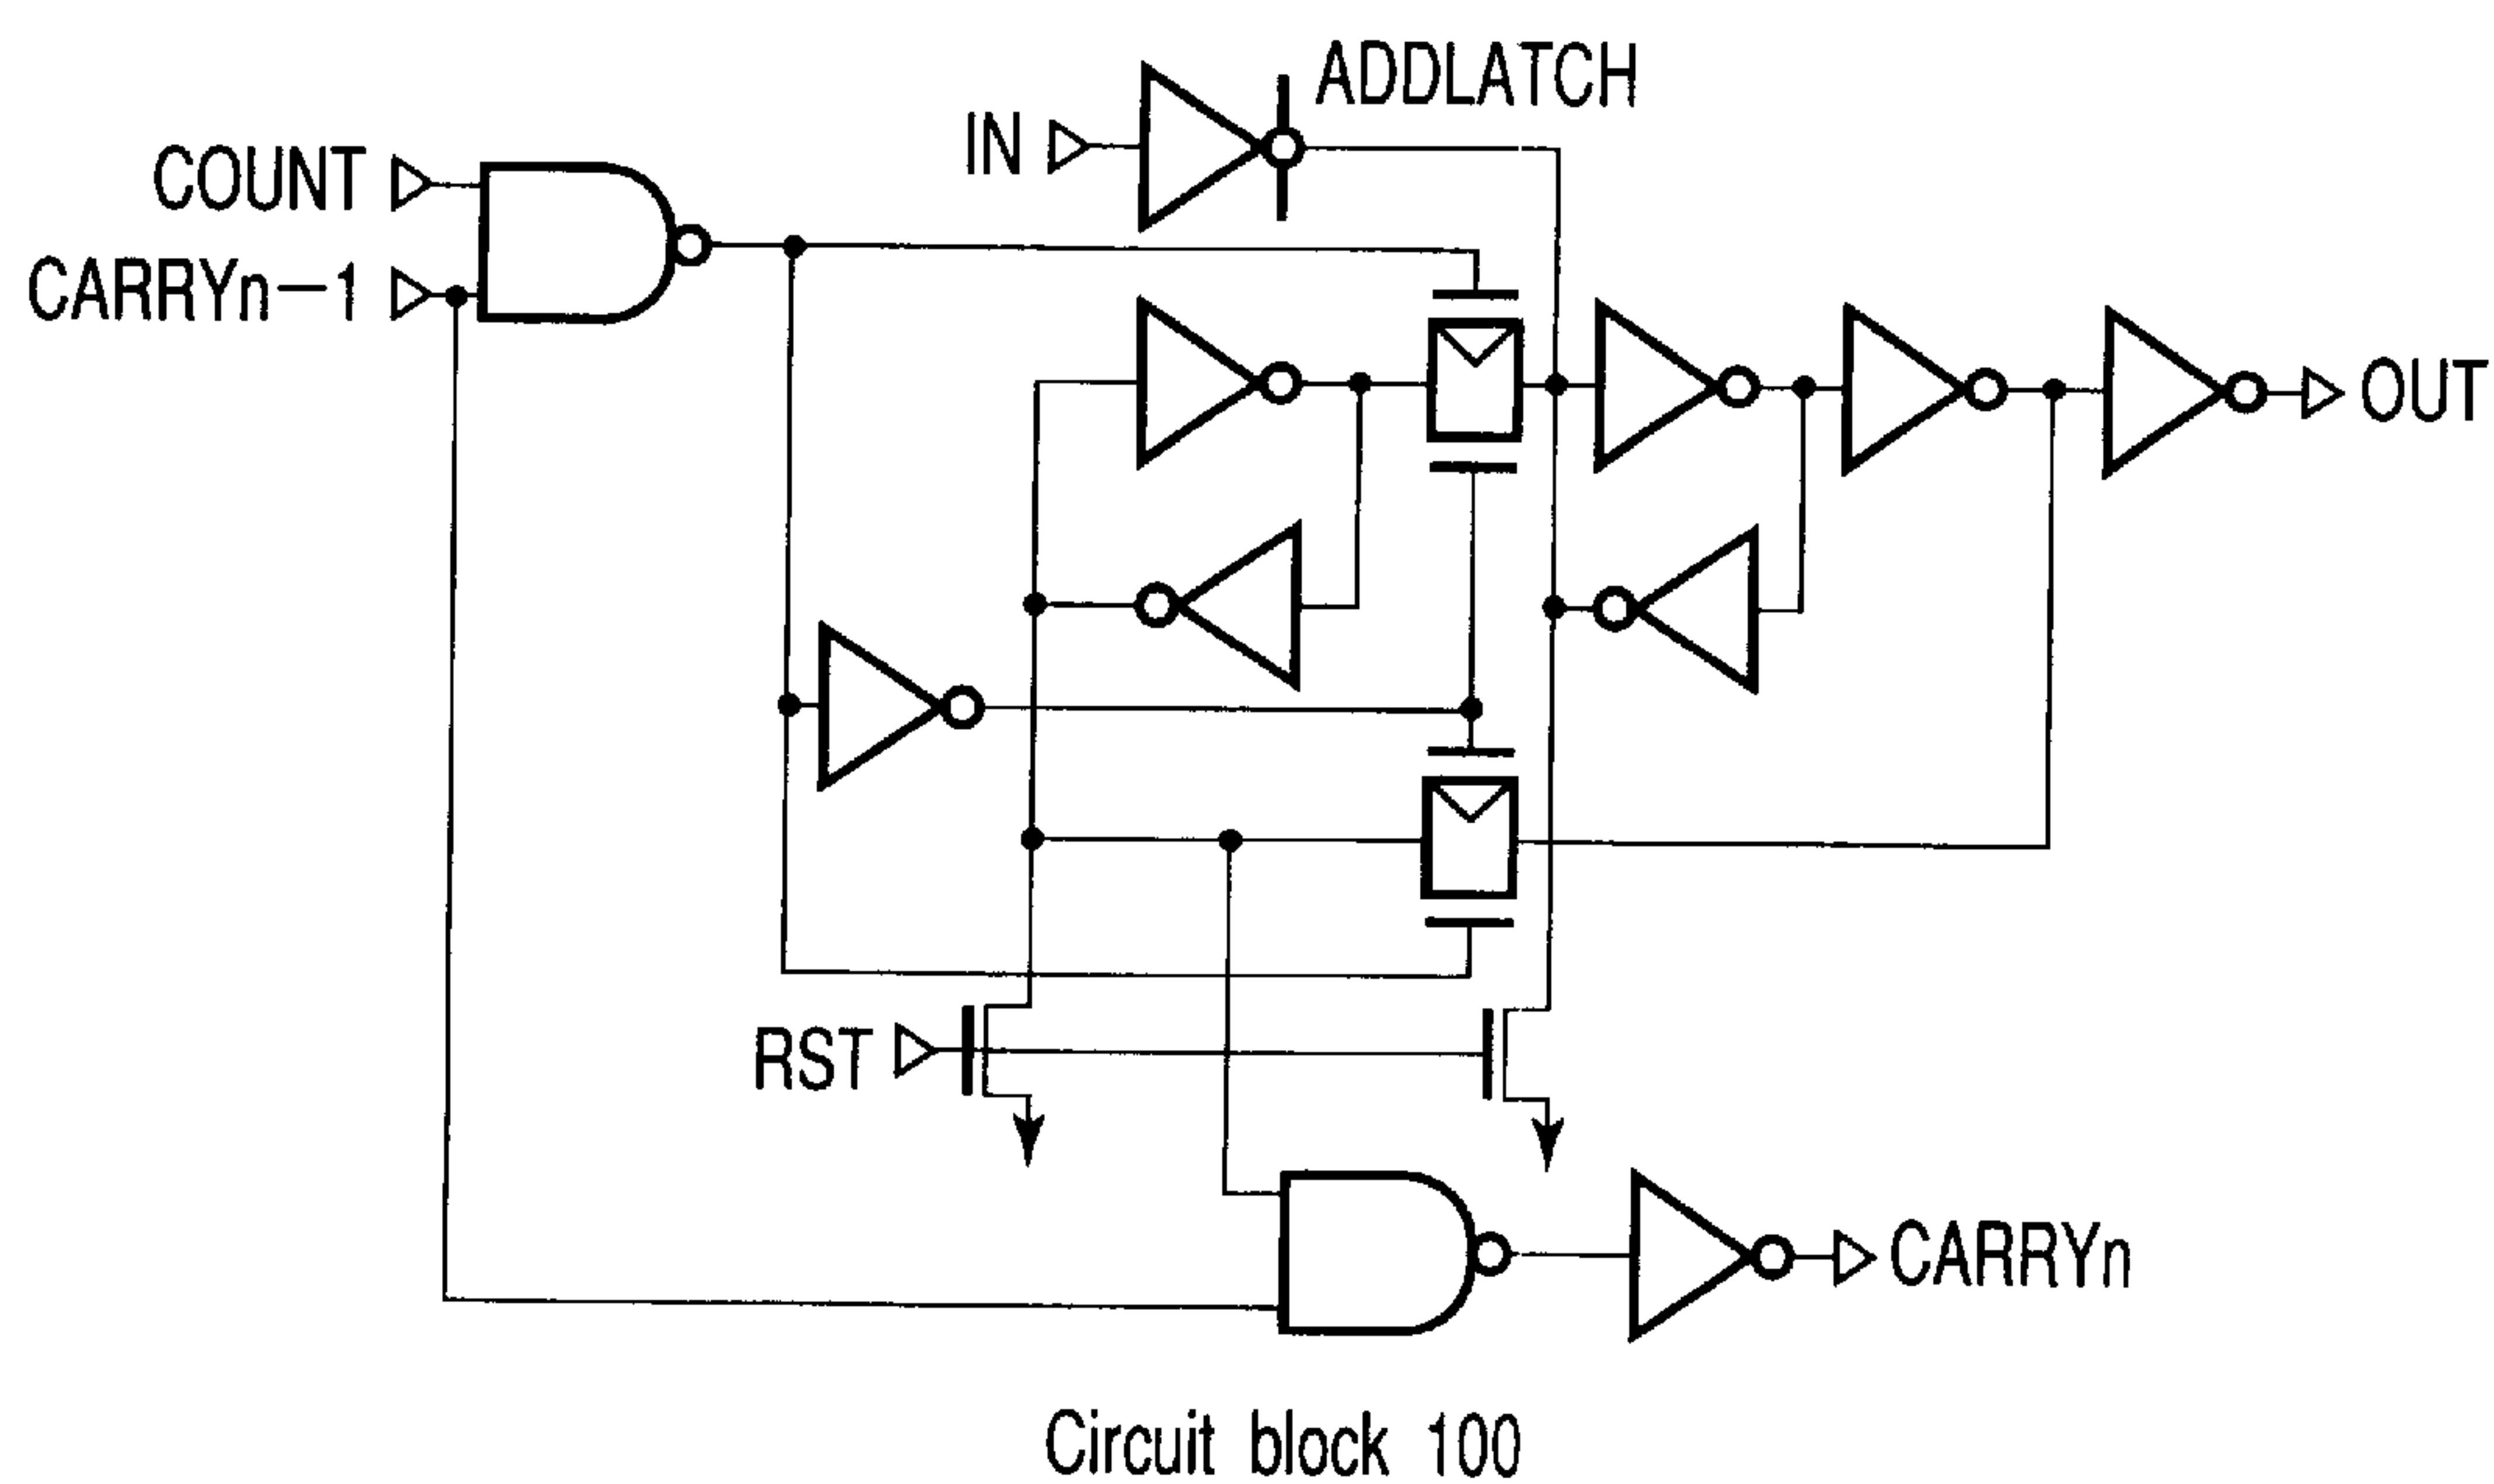 ADDLATCH
IN
COUNT
CARRYn−1
OUT
RST
CARRYn
Circuit block 100